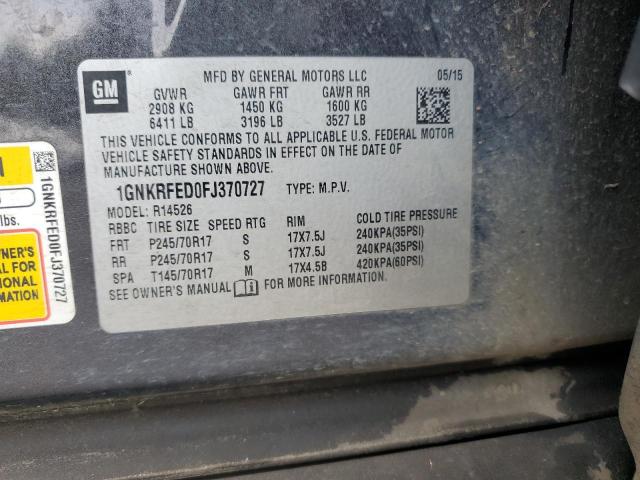 GM
MFD BY GENERAL MOTORS LLC 05/15
GVWR GAWR FRT GAWR RR
2908 KG 1450 KG 1600 KG
6411 LB 3196 LB 3527 LB
THIS VEHICLE CONFORMS TO ALL APPLICABLE U.S. FEDERAL MOTOR
VEHICLE SAFETY STANDARDS IN EFFECT ON THE DATE OF
MANUFACTURE SHOWN ABOVE.
1GNKRFED0FJ370727 TYPE: M.P.V.
MODEL: R14526
RBBC TIRE SIZE SPEED RTG RIM COLD TIRE PRESSURE
FRT P245/70R17 S 17X7.5J 240KPA(35PSI)
RR P245/70R17 S 17X7.5J 240KPA(35PSI)
SPA T145/70R17 M 17X4.5B 420KPA(60PSI)
SEE OWNER'S MANUAL FOR MORE INFORMATION.
lbs.
WNER'S
AL FOR
IONAL
MATION
1GNKRFED0FJ370727